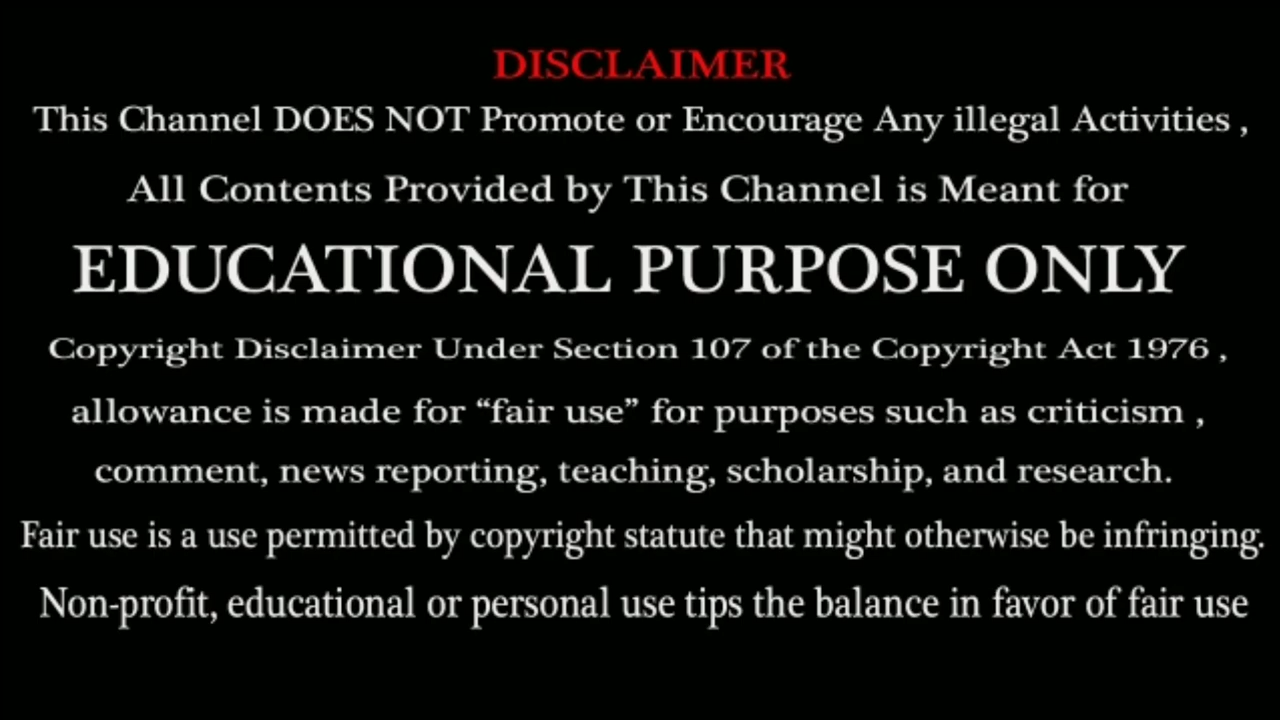 DISCLAIMER
This Channel DOES NOT Promote or Encourage Any illegal Activities ,
All Contents Provided by This Channel is Meant for
EDUCATIONAL PURPOSE ONLY
Copyright Disclaimer Under Section 107 of the Copyright Act 1976 ,
allowance is made for “fair use” for purposes such as criticism ,
comment, news reporting, teaching, scholarship, and research.
Fair use is a use permitted by copyright statute that might otherwise be infringing.
Non-profit, educational or personal use tips the balance in favor of fair use